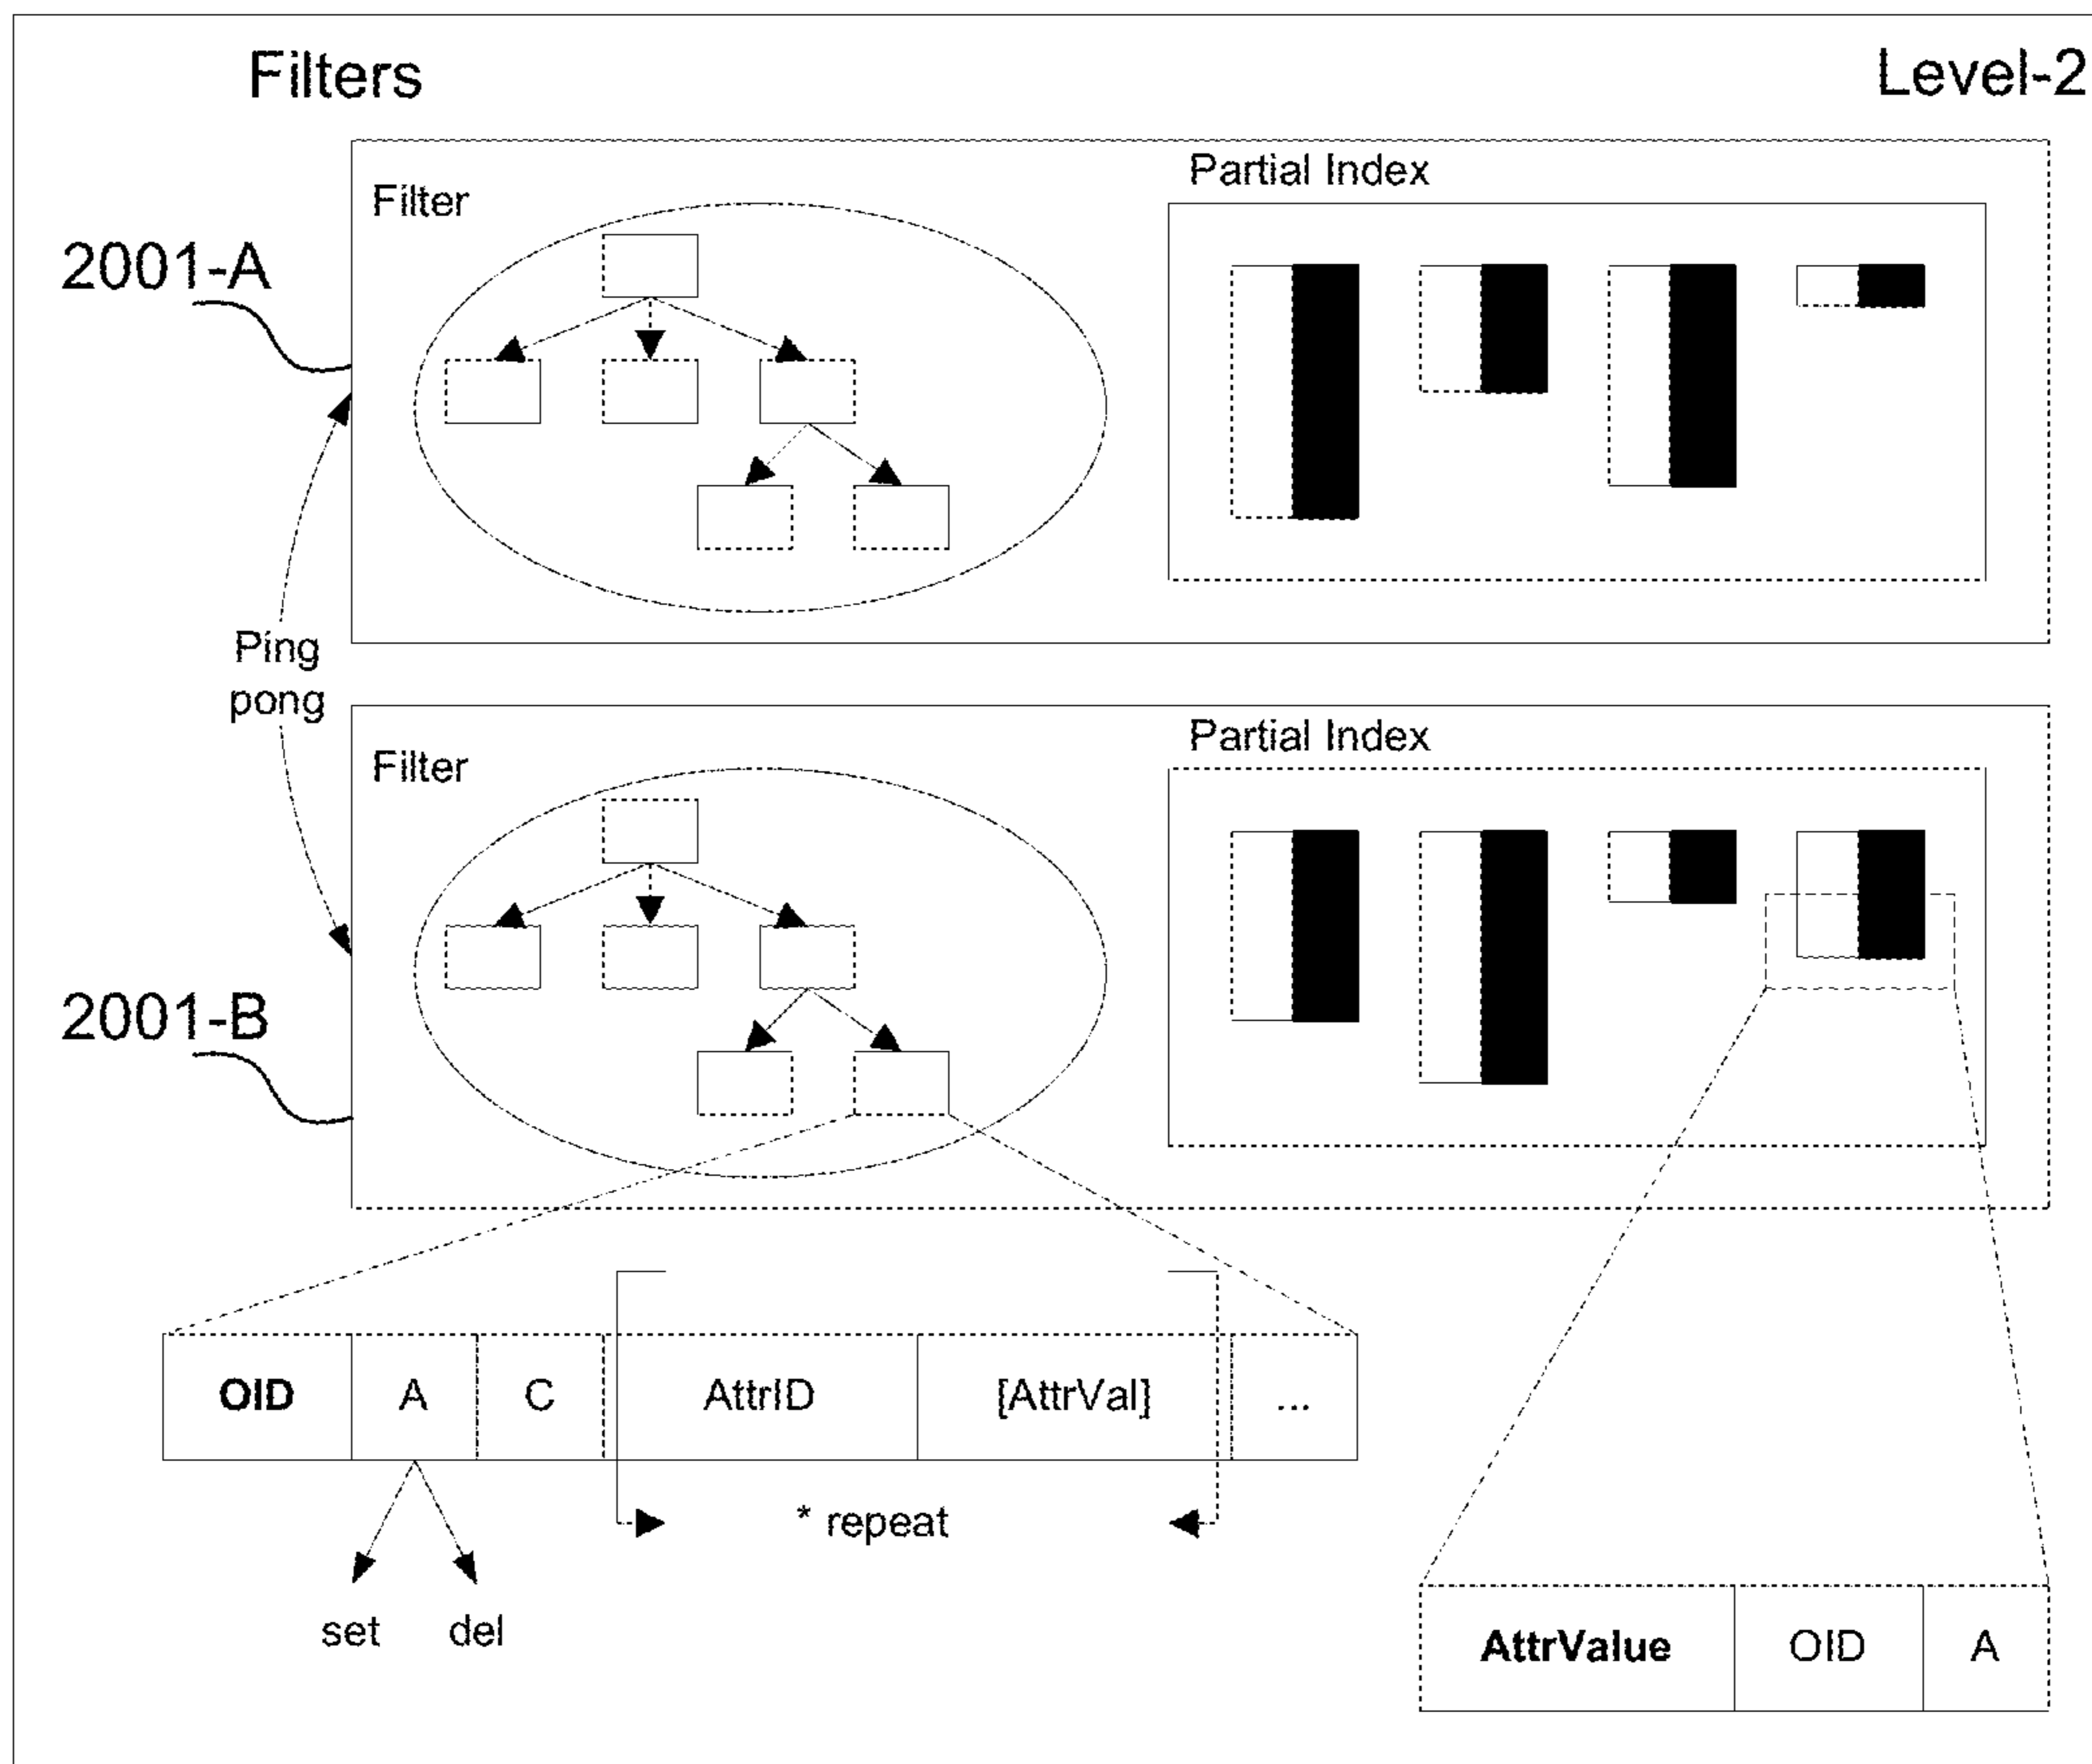 Filters
Level-2
Partial Index
Filter
2001-A
Ping
pong
Partial Index
Filter
2001-B
OID A C AttrID [AttrVal] ...
* repeat
set del
AttrValue OID A